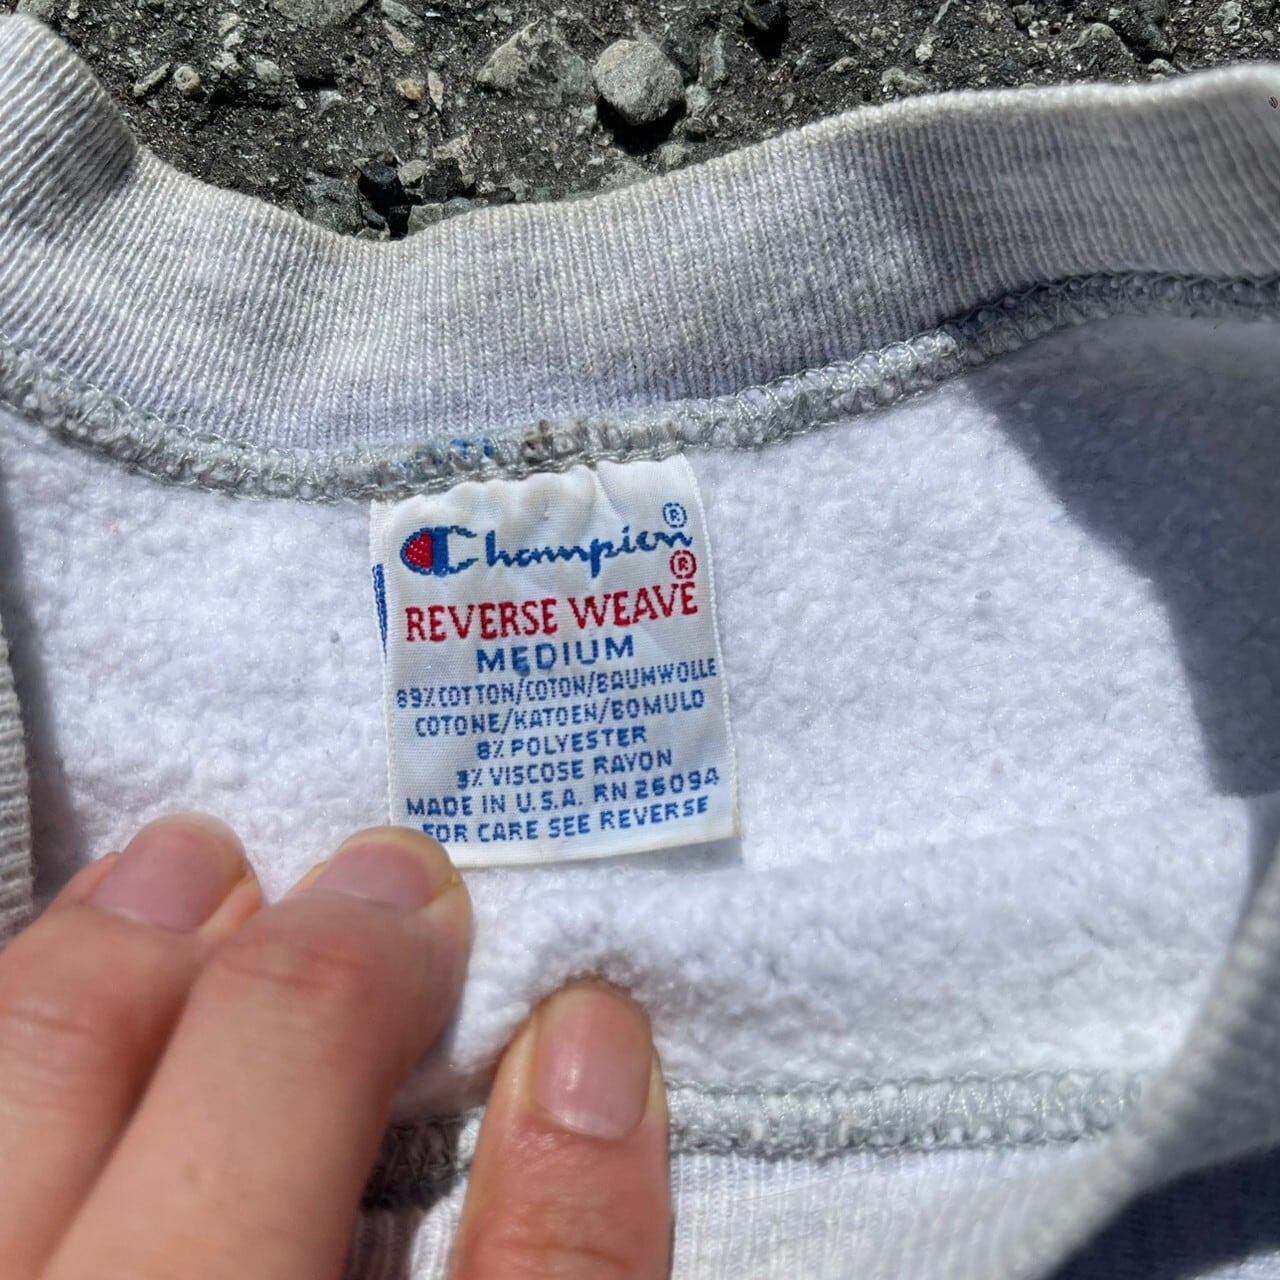 Champion®
REVERSE WEAVE®
MEDIUM
89% COTTON/COTON/BAUMWOLLE
COTONE/KATOEN/BOMULD
8% POLYESTER
3% VISCOSE RAYON
MADE IN U.S.A. RN 26094
FOR CARE SEE REVERSE